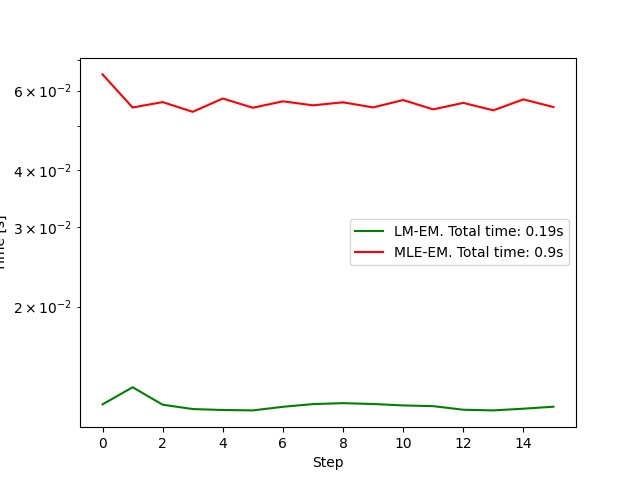 6 × 10⁻²
4 × 10⁻²
3 × 10⁻²
2 × 10⁻²
LM-EM. Total time: 0.19s
MLE-EM. Total time: 0.9s
0 2 4 6 8 10 12 14
Step